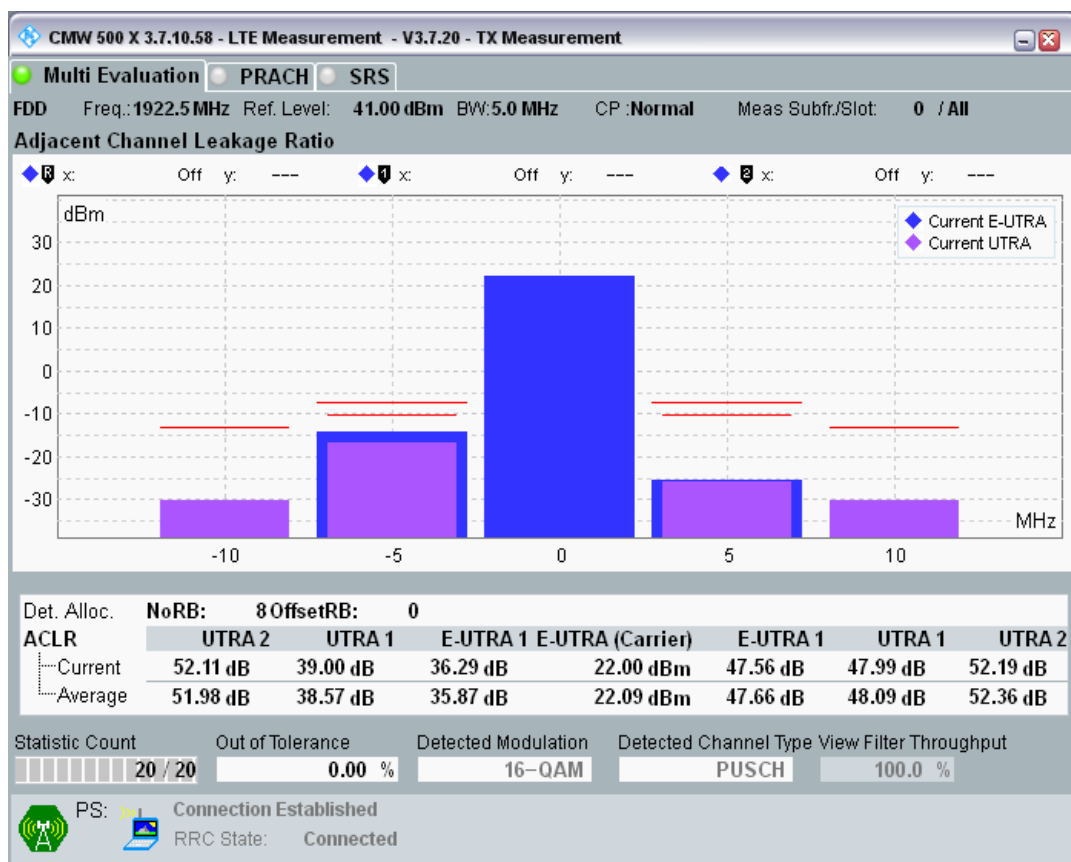 CMW 500 X 3.7.10.58 - LTE Measurement - V3.7.20 - TX Measurement
Multi Evaluation PRACH SRS
FDD Freq.: 1922.5 MHz Ref. Level: 41.00 dBm BW: 5.0 MHz CP : Normal Meas Subfr./Slot: 0 / All
Adjacent Channel Leakage Ratio
R x: Off y: --- 1 x: Off y: --- 2 x: Off y: ---
dBm
Current E-UTRA
Current UTRA
30
20
10
0
-10
-20
-30
MHz
-10 -5 0 5 10
Det. Alloc. NoRB: 8 OffsetRB: 0
ACLR UTRA 2 UTRA 1 E-UTRA 1 E-UTRA (Carrier) E-UTRA 1 UTRA 1 UTRA 2
Current 52.11 dB 39.00 dB 36.29 dB 22.00 dBm 47.56 dB 47.99 dB 52.19 dB
Average 51.98 dB 38.57 dB 35.87 dB 22.09 dBm 47.66 dB 48.09 dB 52.36 dB
Statistic Count Out of Tolerance Detected Modulation Detected Channel Type View Filter Throughput
20 / 20 0.00 % 16-QAM PUSCH 100.0 %
PS: Connection Established
RRC State: Connected